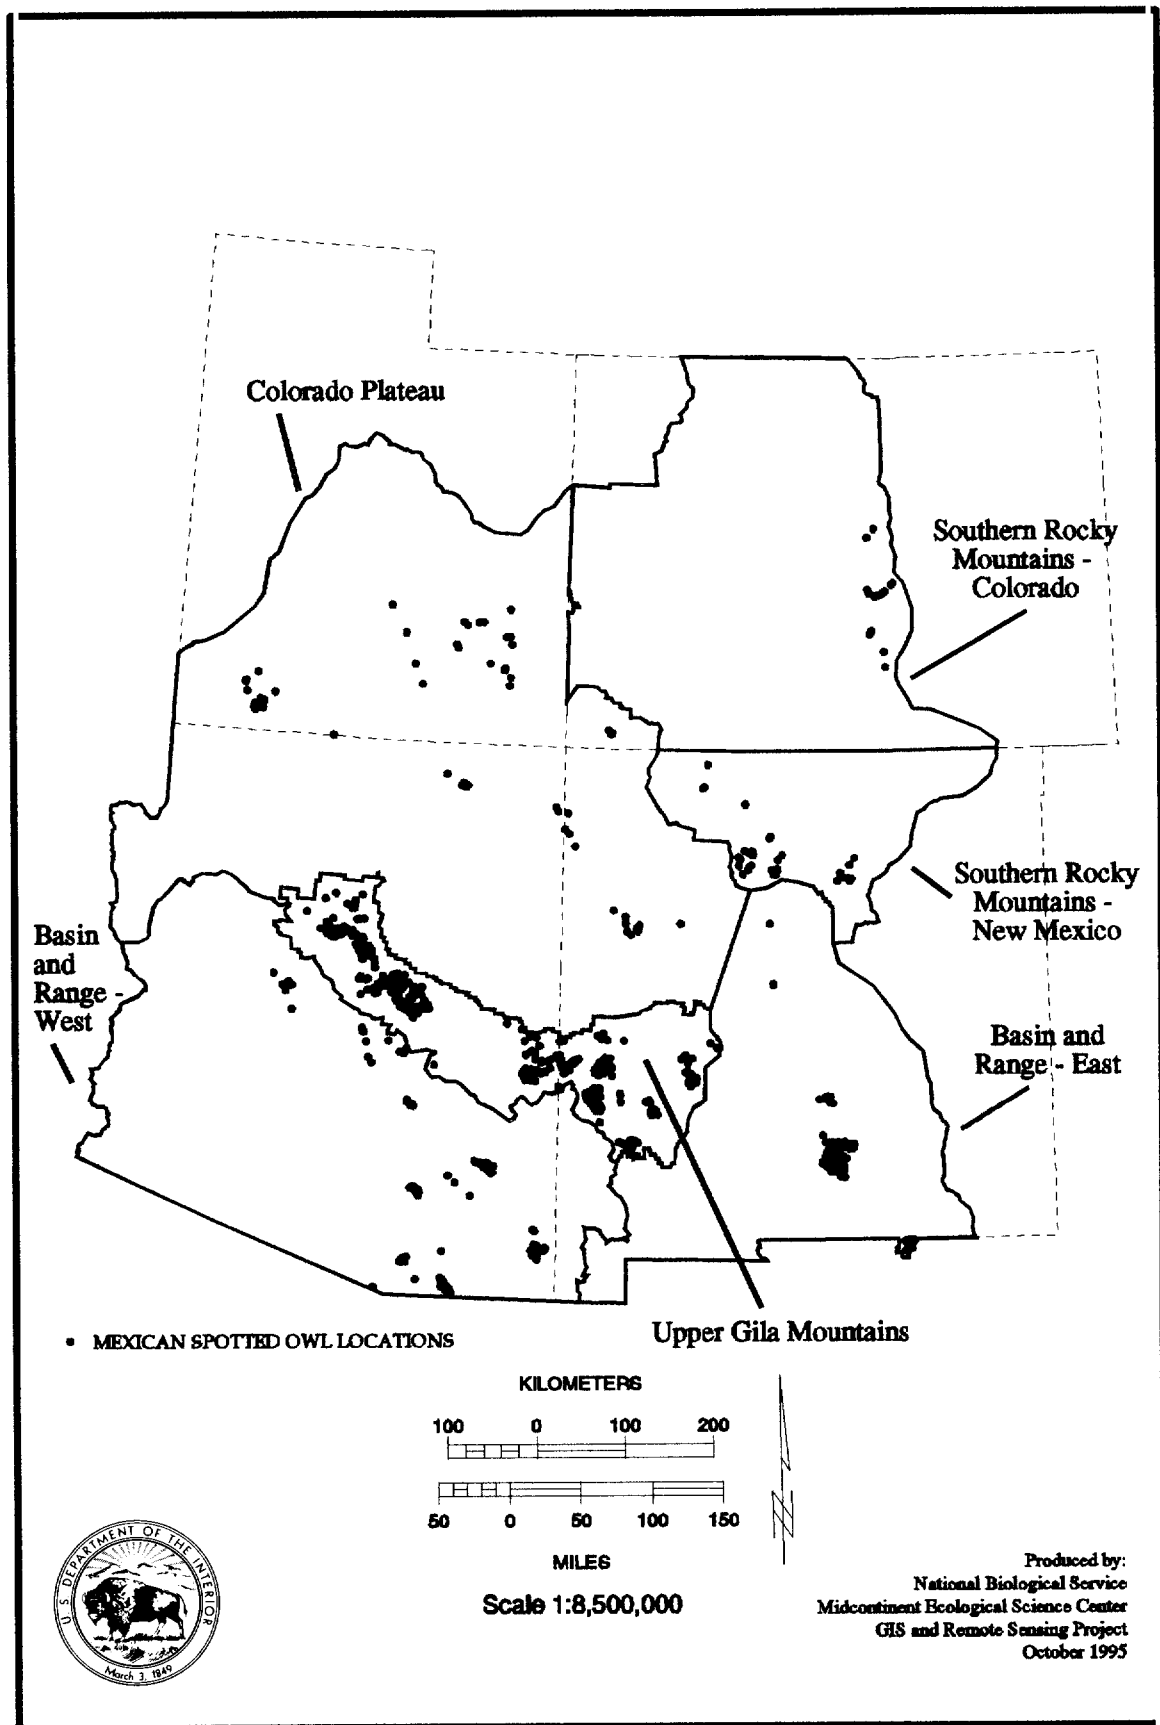 Colorado Plateau
Southern Rocky
Mountains -
Colorado
Southern Rocky
Mountains -
New Mexico
Basin
and
Range -
West
Basin and
Range - East
Upper Gila Mountains
MEXICAN SPOTTED OWL LOCATIONS
KILOMETERS
100 0 100 200
50 0 50 100 150
MILES
Scale 1:8,500,000
U.S. DEPARTMENT OF THE INTERIOR
March 3, 1849
Produced by:
National Biological Service
Midcontinent Ecological Science Center
GIS and Remote Sensing Project
October 1995